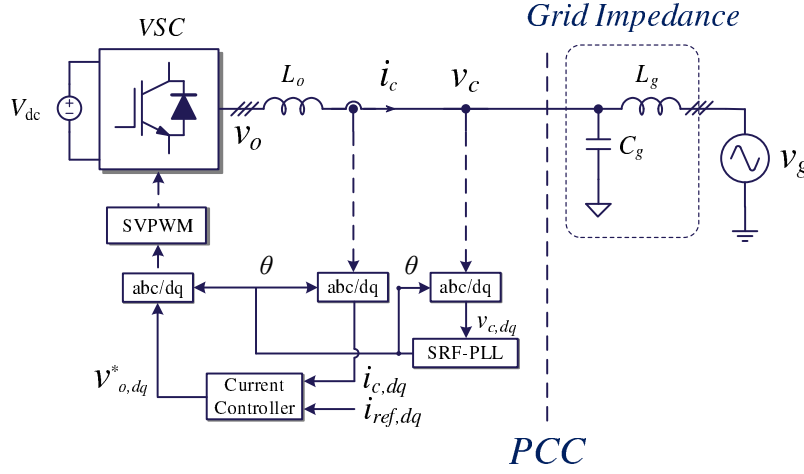 Grid Impedance
VSC
L_o
i_c
v_c
L_g
V_dc
+
−
v_o
C_g
v_g
SVPWM
θ
θ
abc/dq
abc/dq
abc/dq
v_c,dq
SRF-PLL
v*_o,dq
Current
Controller
i_c,dq
i_ref,dq
PCC